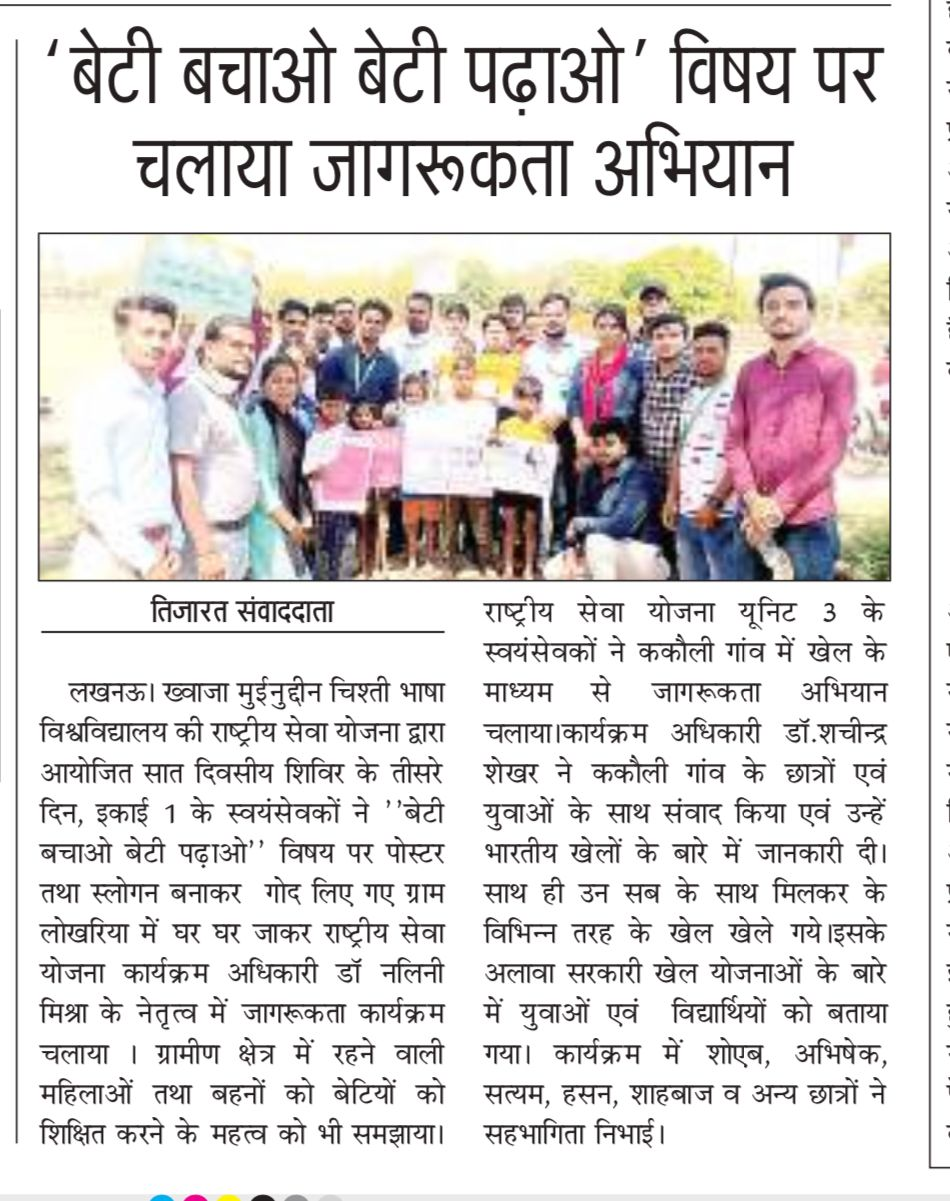 ‘बेटी बचाओ बेटी पढ़ाओ’ विषय पर
चलाया जागरूकता अभियान
तिजारत संवाददाता
लखनऊ। ख्वाजा मुईनुद्दीन चिश्ती भाषा
विश्वविद्यालय की राष्ट्रीय सेवा योजना द्वारा
आयोजित सात दिवसीय शिविर के तीसरे
दिन, इकाई 1 के स्वयंसेवकों ने ’’बेटी
बचाओ बेटी पढ़ाओ’’ विषय पर पोस्टर
तथा स्लोगन बनाकर गोद लिए गए ग्राम
लोखरिया में घर घर जाकर राष्ट्रीय सेवा
योजना कार्यक्रम अधिकारी डॉ नलिनी
मिश्रा के नेतृत्व में जागरूकता कार्यक्रम
चलाया । ग्रामीण क्षेत्र में रहने वाली
महिलाओं तथा बहनों को बेटियों को
शिक्षित करने के महत्व को भी समझाया।
राष्ट्रीय सेवा योजना यूनिट 3 के
स्वयंसेवकों ने ककौली गांव में खेल के
माध्यम से जागरूकता अभियान
चलाया।कार्यक्रम अधिकारी डॉ.शचीन्द्र
शेखर ने ककौली गांव के छात्रों एवं
युवाओं के साथ संवाद किया एवं उन्हें
भारतीय खेलों के बारे में जानकारी दी।
साथ ही उन सब के साथ मिलकर के
विभिन्न तरह के खेल खेले गये।इसके
अलावा सरकारी खेल योजनाओं के बारे
में युवाओं एवं विद्यार्थियों को बताया
गया। कार्यक्रम में शोएब, अभिषेक,
सत्यम, हसन, शाहबाज व अन्य छात्रों ने
सहभागिता निभाई।